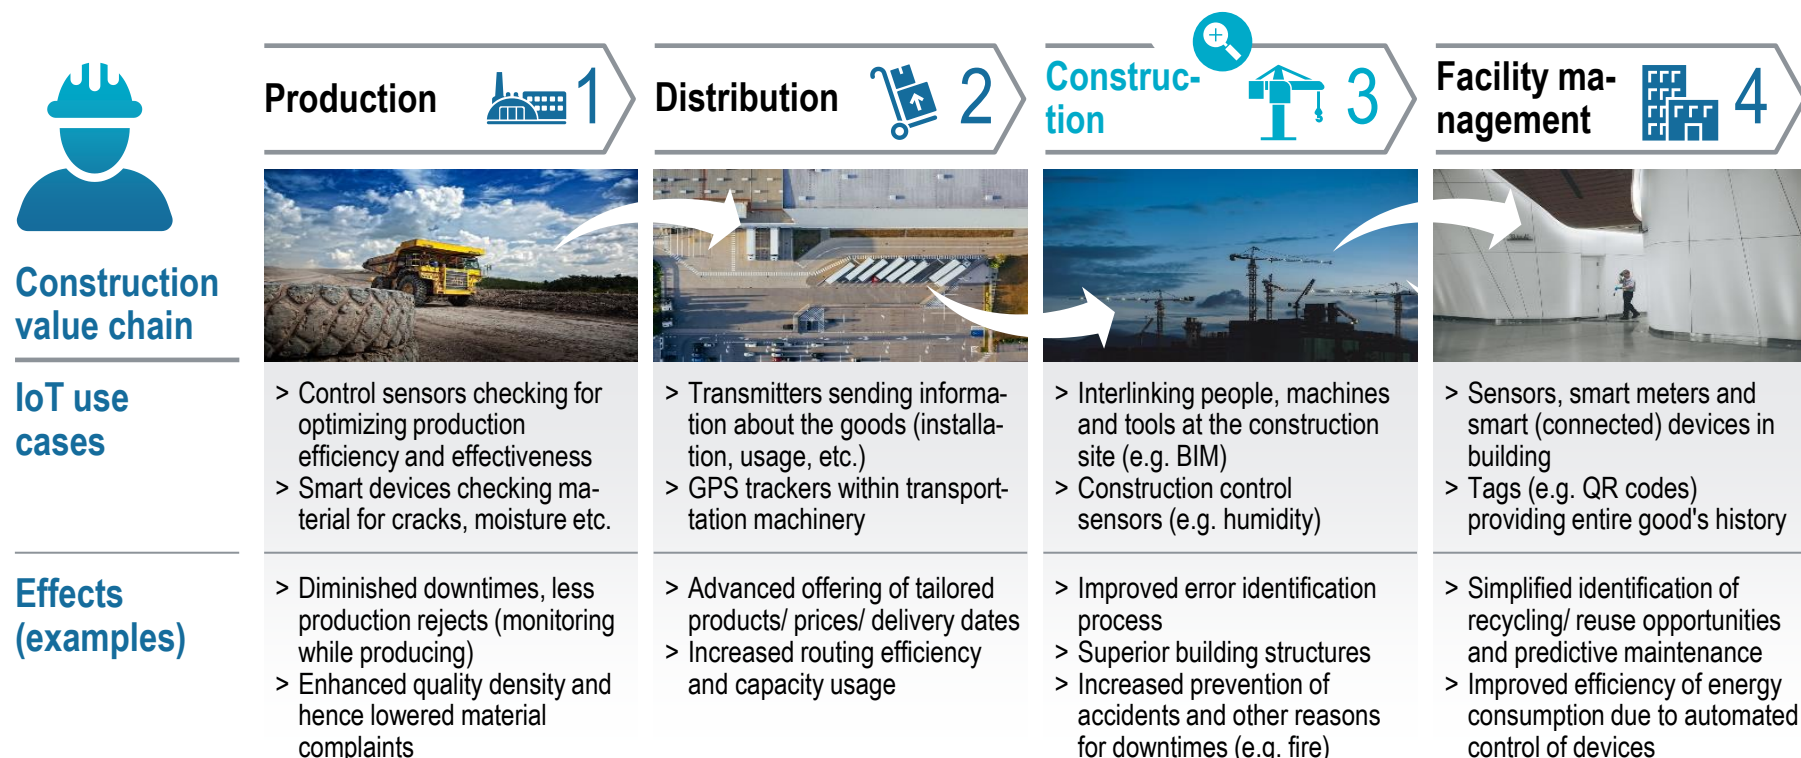 Production
1
Distribution
2
Construc-
tion
3
Facility ma-
nagement
4
Construction
value chain
IoT use
cases
> Control sensors checking for
optimizing production
efficiency and effectiveness
> Smart devices checking ma-
terial for cracks, moisture etc.
> Transmitters sending informa-
tion about the goods (installa-
tion, usage, etc.)
> GPS trackers within transport-
tation machinery
> Interlinking people, machines
and tools at the construction
site (e.g. BIM)
> Construction control
sensors (e.g. humidity)
> Sensors, smart meters and
smart (connected) devices in
building
> Tags (e.g. QR codes)
providing entire good's history
Effects
(examples)
> Diminished downtimes, less
production rejects (monitoring
while producing)
> Enhanced quality density and
hence lowered material
complaints
> Advanced offering of tailored
products/ prices/ delivery dates
> Increased routing efficiency
and capacity usage
> Improved error identification
process
> Superior building structures
> Increased prevention of
accidents and other reasons
for downtimes (e.g. fire)
> Simplified identification of
recycling/ reuse opportunities
and predictive maintenance
> Improved efficiency of energy
consumption due to automated
control of devices